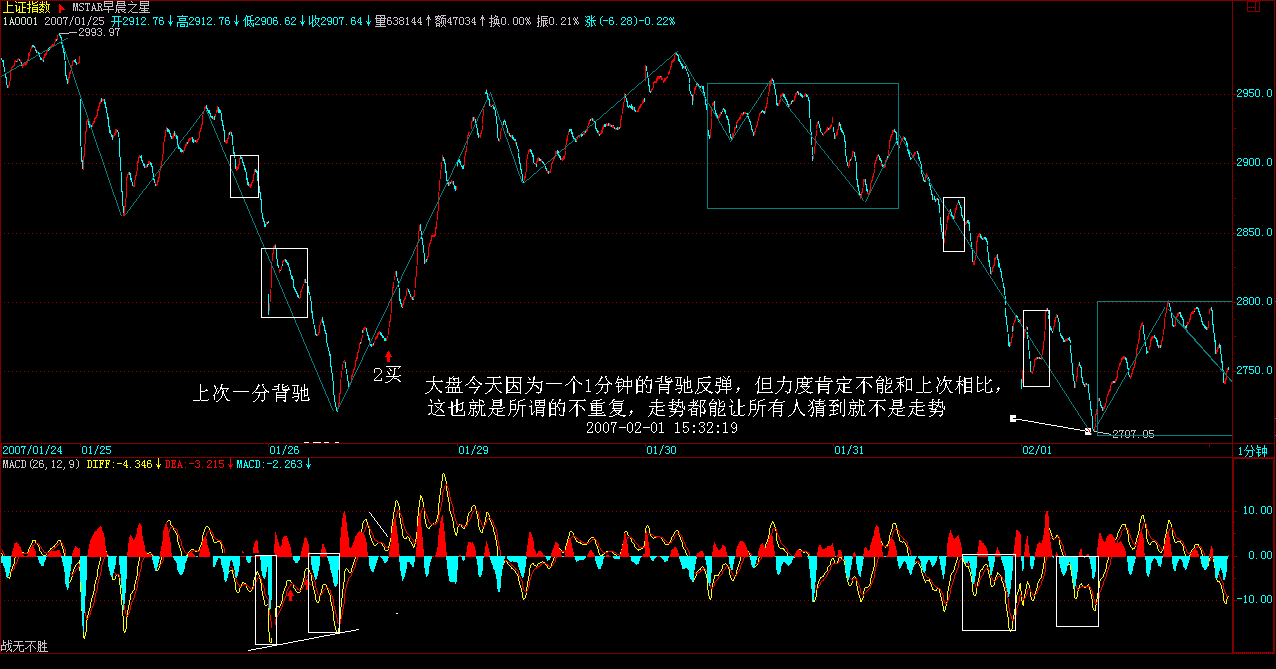 上证指数 MSTAR早晨之星
1A0001 2007/01/25 开2912.76↓高2912.76↓低2906.62↓收2907.64↓量638144↑额47034↑换0.00% 振0.21% 涨(-6.28)-0.22%
2993.97
2950.0
2900.0
2850.0
2800.0
2750.0
上次一分背驰
2买
大盘今天因为一个1分钟的背驰反弹，但力度肯定不能和上次相比，
这也就是所谓的不重复，走势都能让所有人猜到就不是走势
2007-02-01 15:32:19
2707.05
2007/01/24 01/25 01/26 01/29 01/30 01/31 02/01 1分钟
MACD(26,12,9) DIFF:-4.346↓DEA:-3.215↓MACD:-2.263↓
10.00
0.00
-10.00
战无不胜